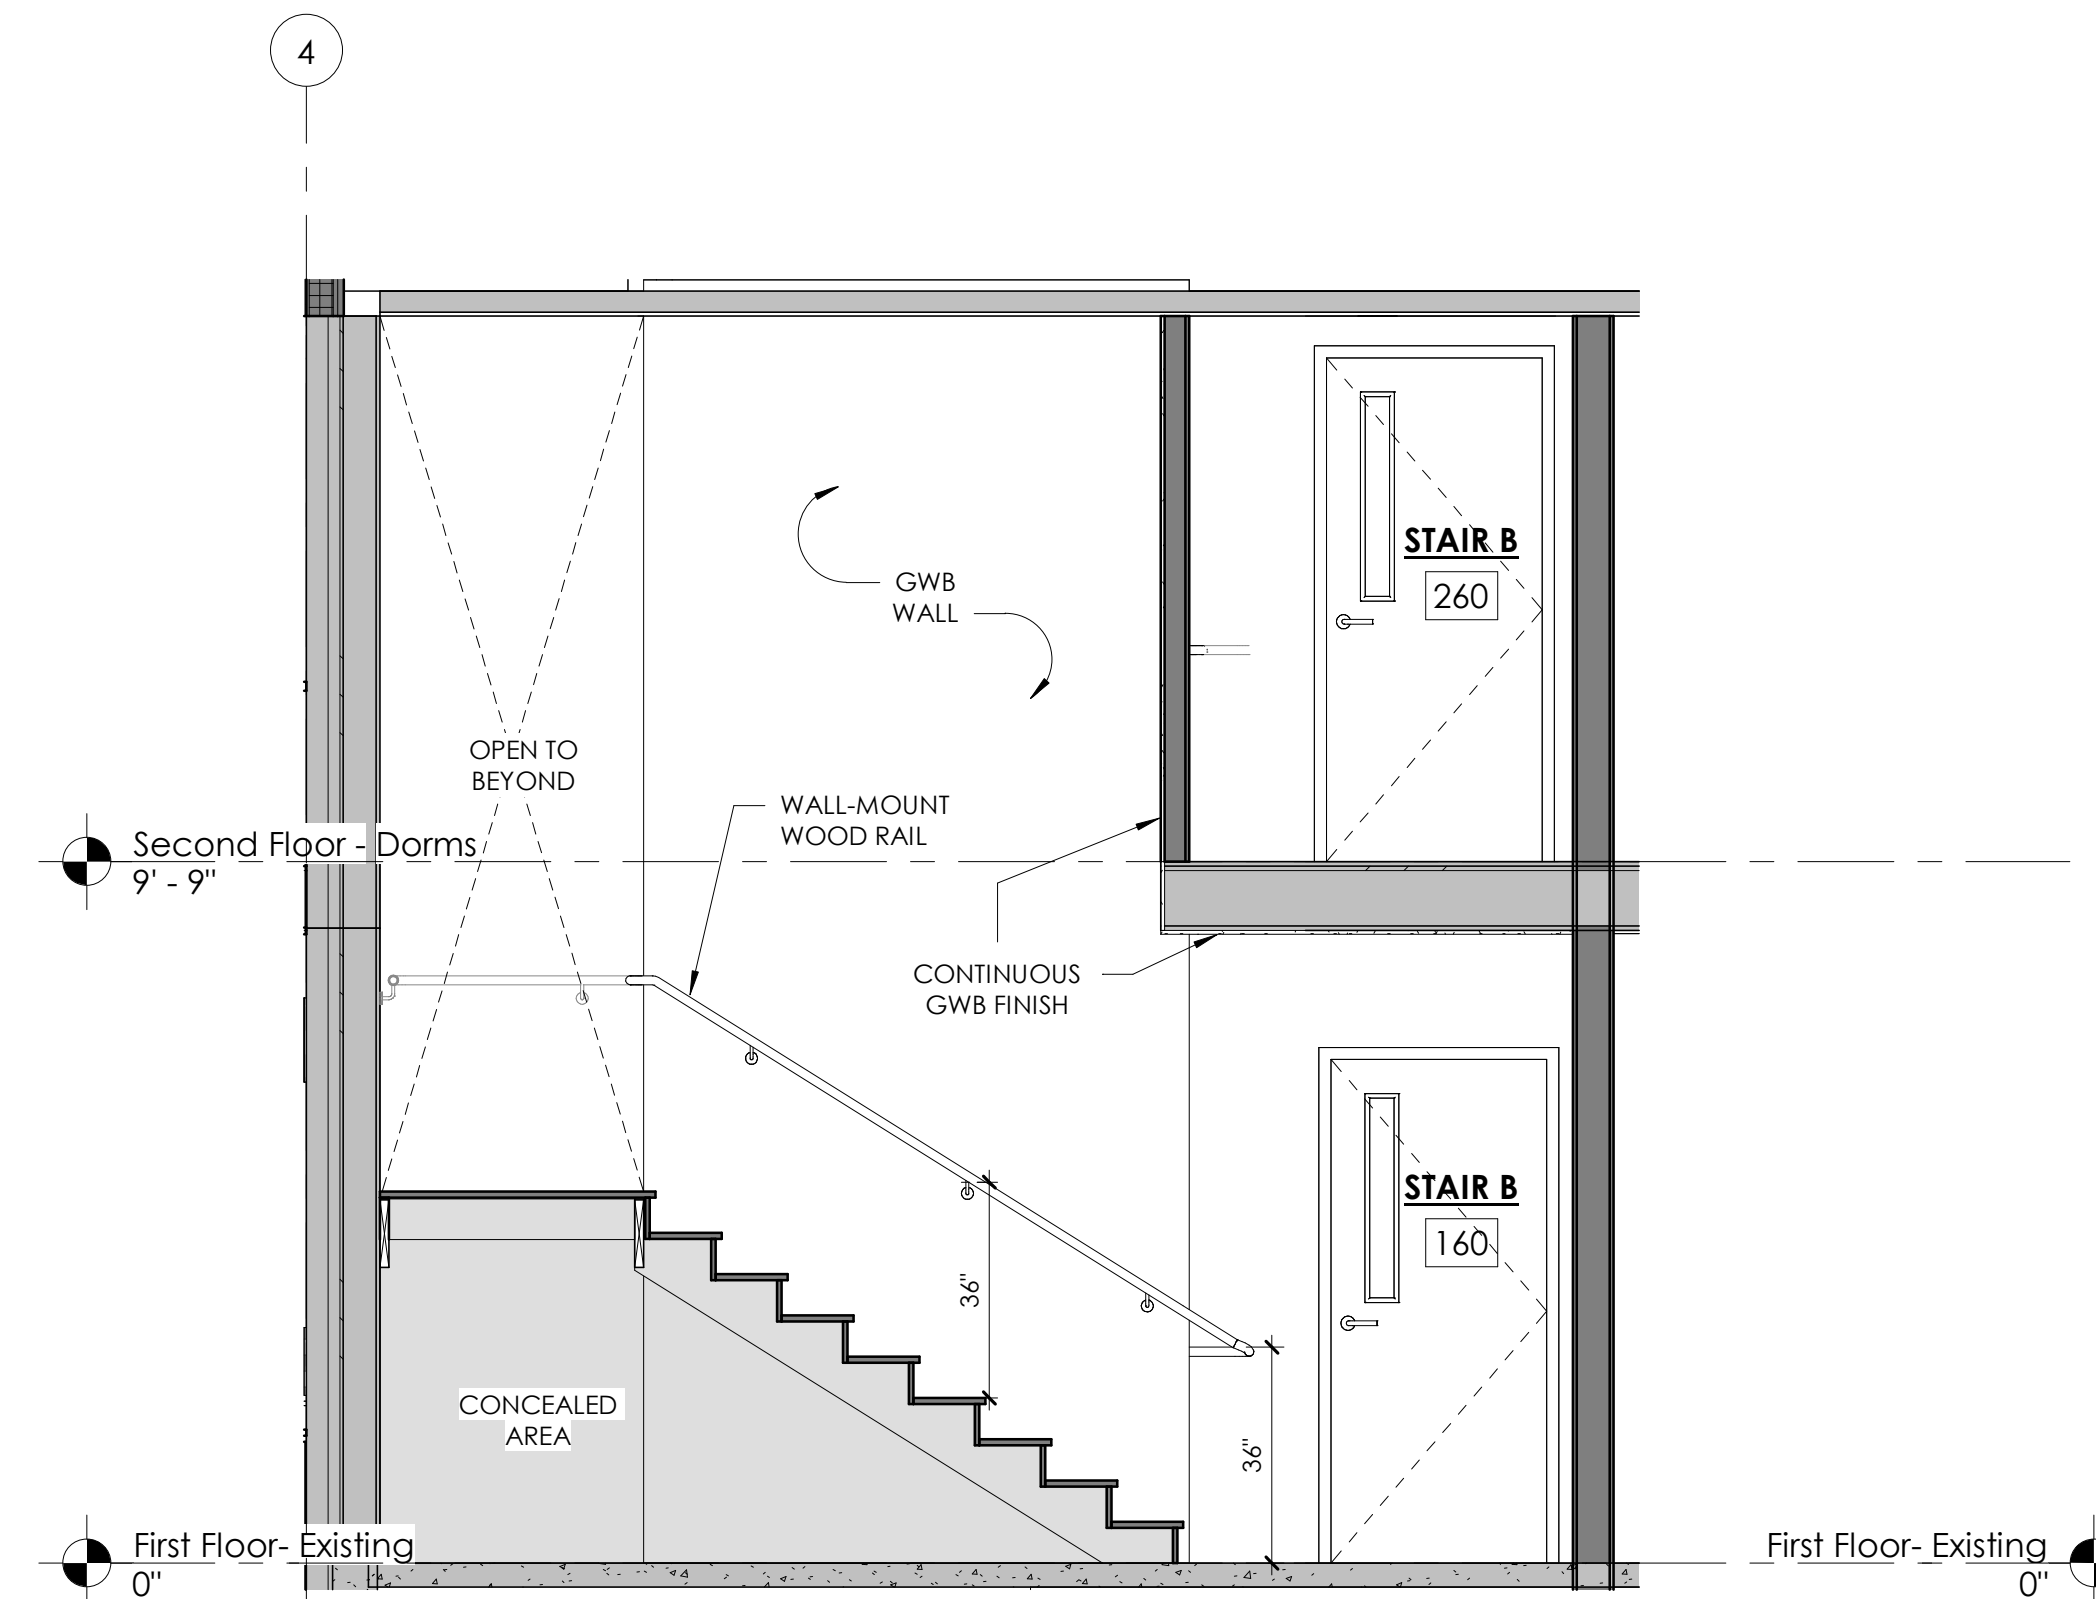 4
STAIR B
260
GWB
WALL
OPEN TO
BEYOND
WALL-MOUNT
WOOD RAIL
Second Floor - Dorms
9' - 9"
CONTINUOUS
GWB FINISH
STAIR B
160
36"
36"
CONCEALED
AREA
First Floor- Existing
0"
First Floor- Existing
0"